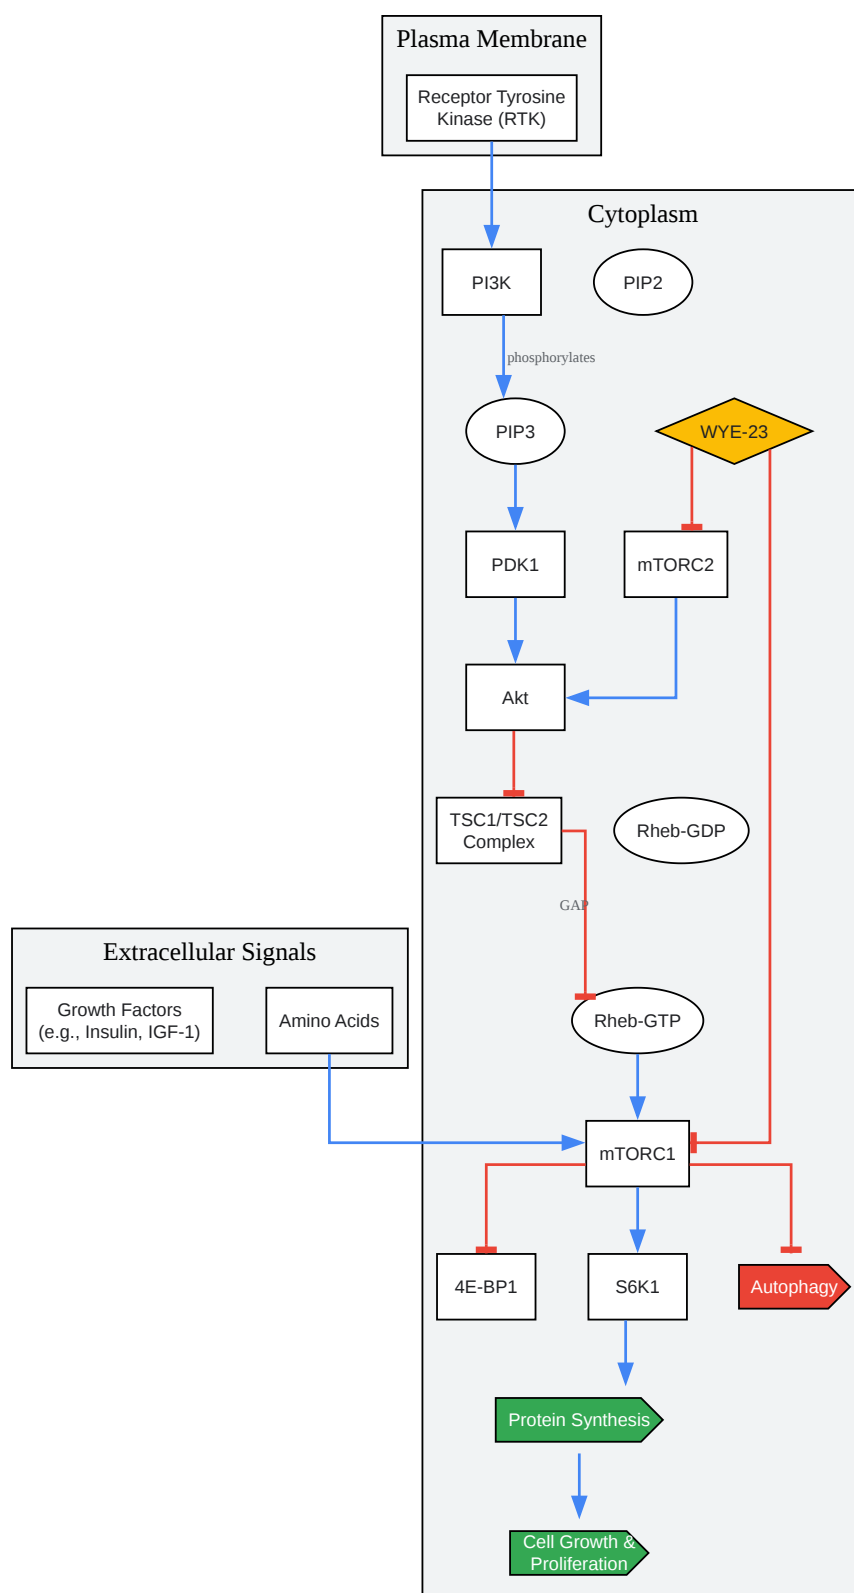 Plasma Membrane
Receptor Tyrosine
Kinase (RTK)
Cytoplasm
PI3K
PIP2
phosphorylates
PIP3
WYE-23
PDK1
mTORC2
Akt
TSC1/TSC2
Complex
Rheb-GDP
GAP
Extracellular Signals
Growth Factors
(e.g., Insulin, IGF-1)
Amino Acids
Rheb-GTP
mTORC1
4E-BP1
S6K1
Autophagy
Protein Synthesis
Cell Growth &
Proliferation